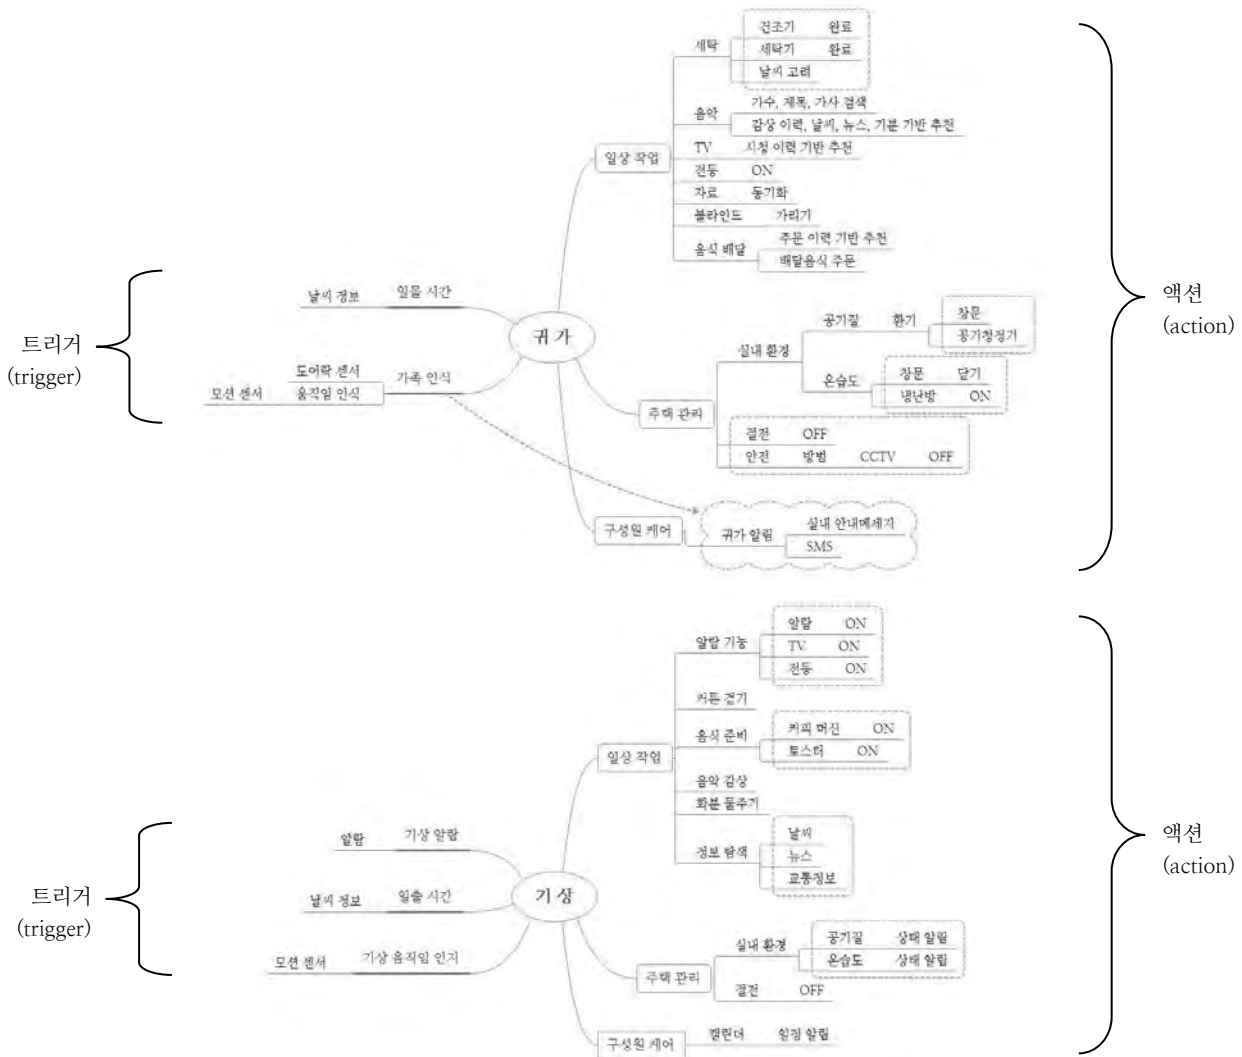 건조기 완료
세탁 세탁기 완료
날씨 고려
음악 가수, 제목, 가사 검색
감상 이력, 날씨, 뉴스, 기분 기반 추천
일상 작업 TV 시청 이력 기반 추천
전등 ON
자료 동기화
블라인드 가리기
음식 배달 주문 이력 기반 추천
배달음식 주문
액션
(action)
트리거
(trigger)
날씨 정보 일몰 시간
귀가
도어락 센서 가족 인식
모션 센서 움직임 인식
주택 관리
실내 환경
공기질 환기 창문
공기청정기
온습도 창문 닫기
냉난방 ON
절전 OFF
안전 방범 CCTV OFF
구성원 케어 귀가 알림 실내 안내메세지
SMS
알람 기능 알람 ON
TV ON
전등 ON
커튼 걷기
일상 작업 음식 준비 커피 머신 ON
토스터 ON
음악 감상
화분 물주기
정보 탐색 날씨
뉴스
교통정보
액션
(action)
트리거
(trigger)
알람 기상 알람
날씨 정보 일출 시간
기상
모션 센서 기상 움직임 인지
주택 관리
실내 환경 공기질 상태 알림
온습도 상태 알림
절전 OFF
구성원 케어 캘린더 일정 알림